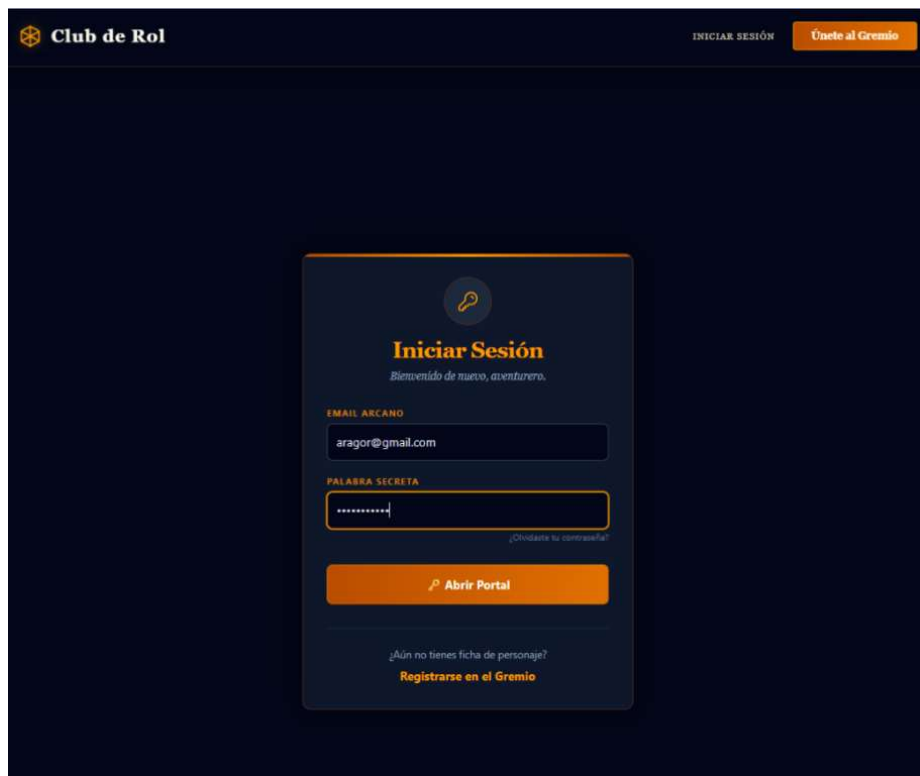 Club de Rol
INICIAR SESIÓN
Únete al Gremio
Iniciar Sesión
Bienvenido de nuevo, aventurero.
EMAIL ARCANO
aragor@gmail.com
PALABRA SECRETA
•••••••••••
¿Olvidaste tu contraseña?
Abrir Portal
¿Aún no tienes ficha de personaje?
Registrarse en el Gremio